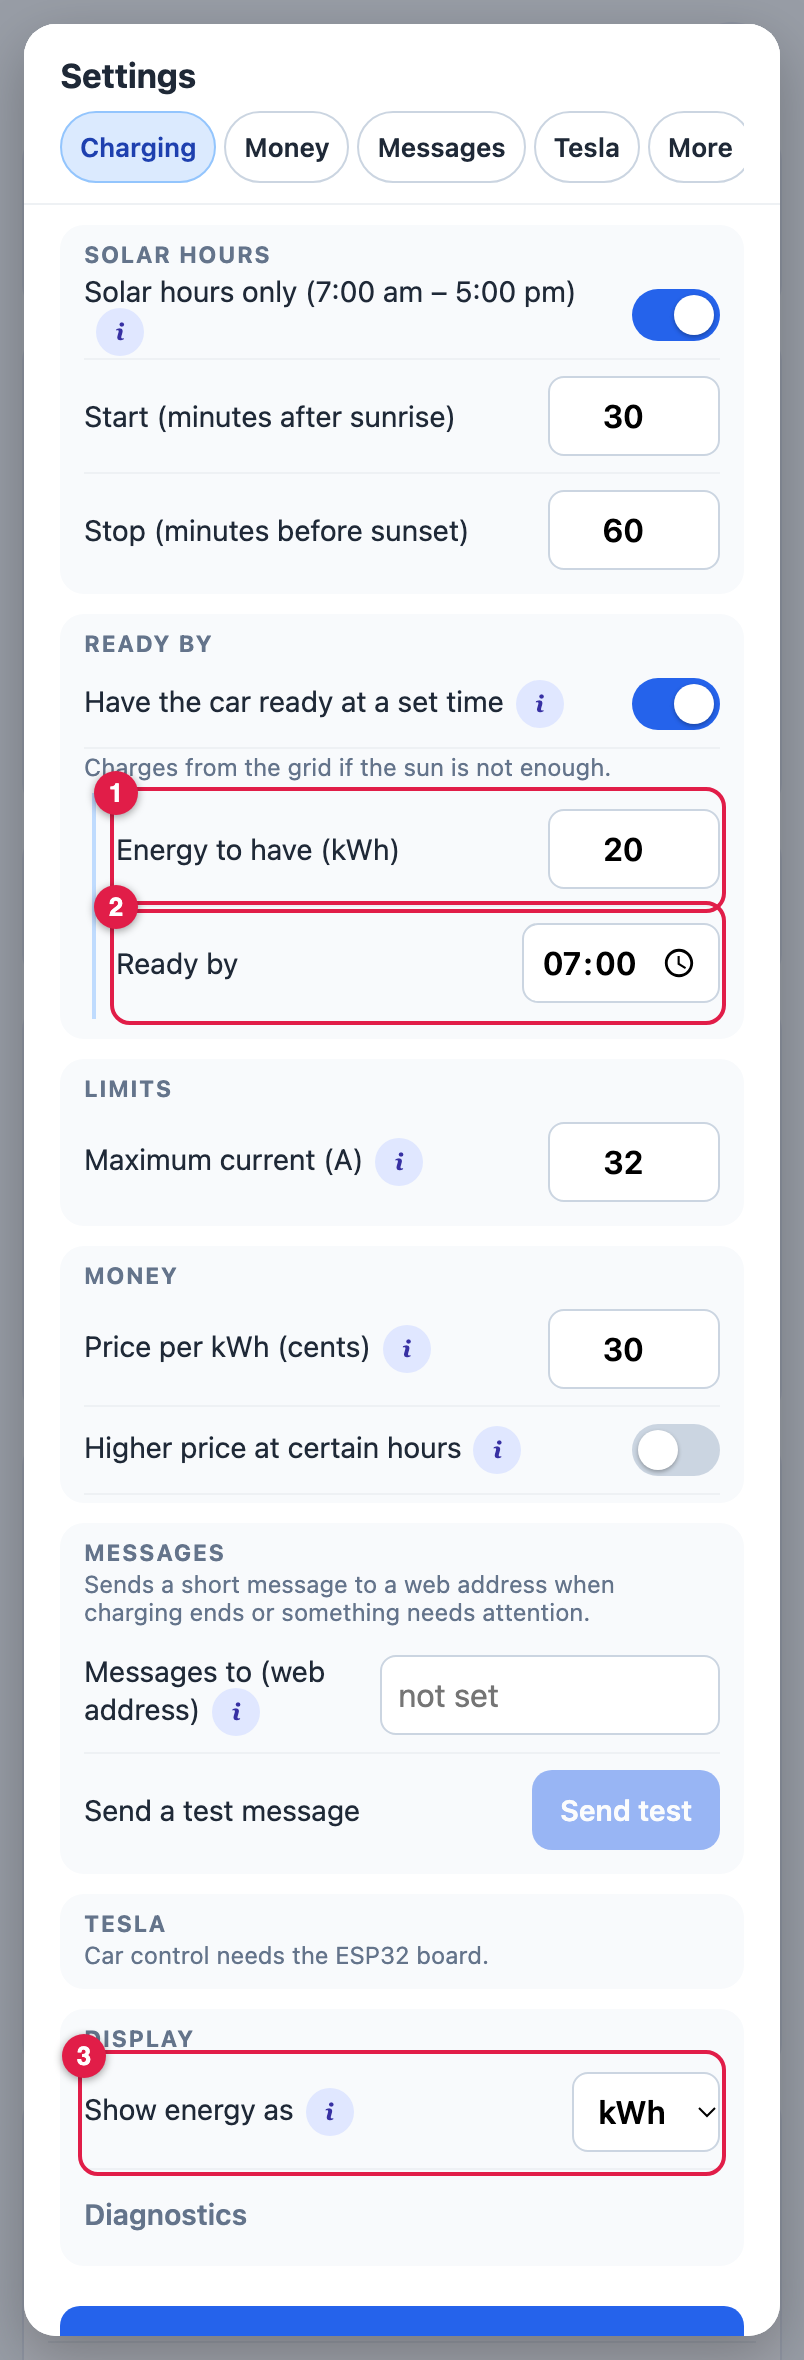 Settings
Charging Money Messages Tesla More
SOLAR HOURS
Solar hours only (7:00 am – 5:00 pm)
i
Start (minutes after sunrise) 30
Stop (minutes before sunset) 60
READY BY
Have the car ready at a set time i
Charges from the grid if the sun is not enough.
1
Energy to have (kWh) 20
2
Ready by 07:00
LIMITS
Maximum current (A) i 32
MONEY
Price per kWh (cents) i 30
Higher price at certain hours i
MESSAGES
Sends a short message to a web address when
charging ends or something needs attention.
Messages to (web
address) i not set
Send a test message Send test
TESLA
Car control needs the ESP32 board.
DISPLAY
3
Show energy as i kWh
Diagnostics